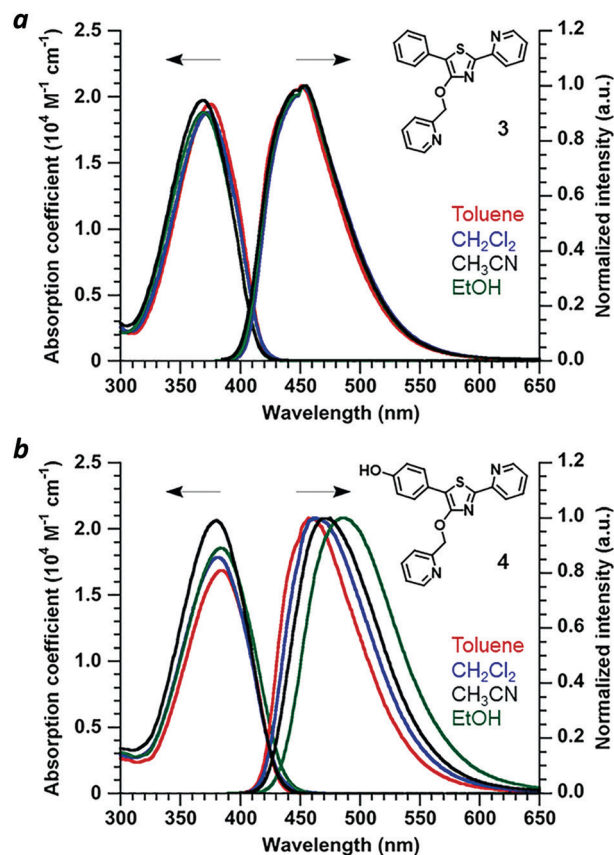 a
2.5
2.0
1.5
1.0
0.5
0
Absorption coefficient (10⁴ M⁻¹ cm⁻¹)
1.2
1.0
0.8
0.6
0.4
0.2
0.0
Normalized intensity (a.u.)
S
N
N
O
N
3
Toluene
CH₂Cl₂
CH₃CN
EtOH
300 350 400 450 500 550 600 650
Wavelength (nm)
b
2.5
2.0
1.5
1.0
0.5
0
Absorption coefficient (10⁴ M⁻¹ cm⁻¹)
1.2
1.0
0.8
0.6
0.4
0.2
0.0
Normalized intensity (a.u.)
HO
S
N
N
O
N
4
Toluene
CH₂Cl₂
CH₃CN
EtOH
300 350 400 450 500 550 600 650
Wavelength (nm)